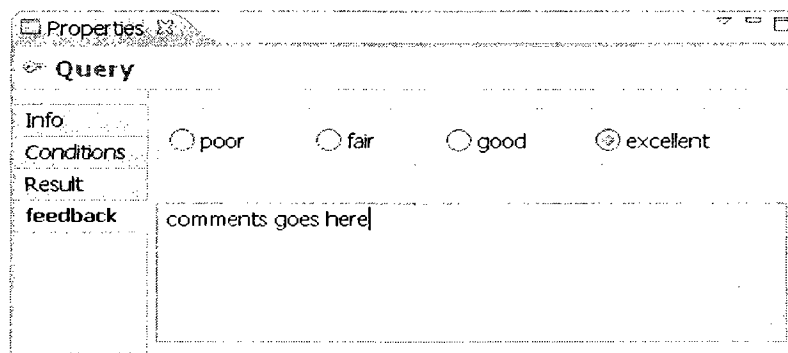 Properties
Query
Info
Conditions
Result
feedback
poor fair good excellent
comments goes here